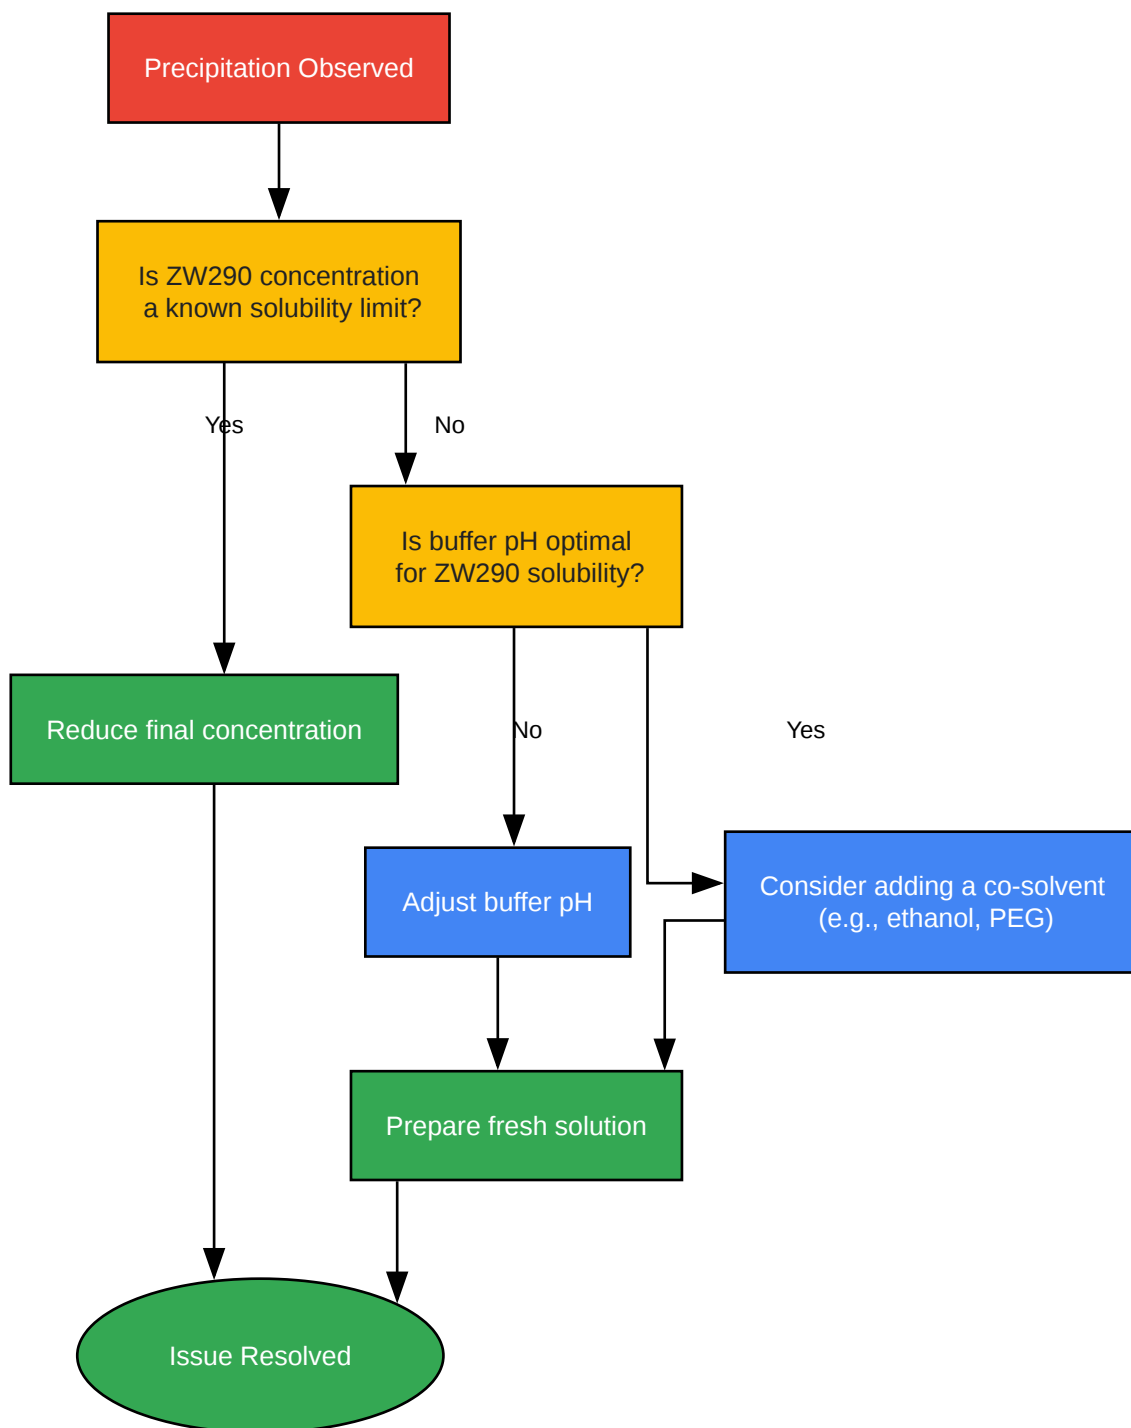 Precipitation Observed
Is ZW290 concentration
a known solubility limit?
Yes
No
Is buffer pH optimal
for ZW290 solubility?
Reduce final concentration
No
Yes
Adjust buffer pH
Consider adding a co-solvent
(e.g., ethanol, PEG)
Prepare fresh solution
Issue Resolved